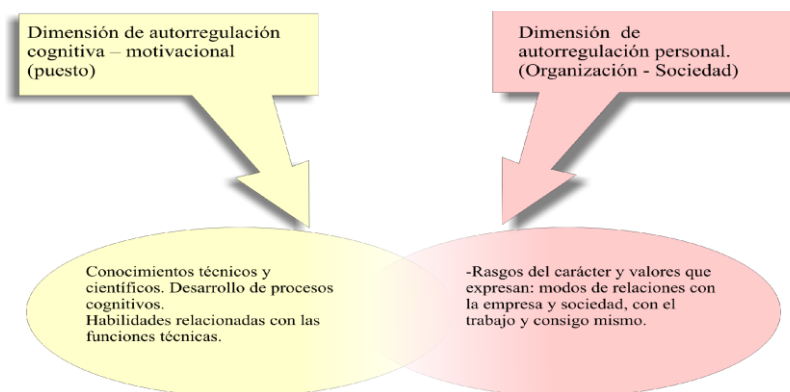 Dimensión de autorregulación
cognitiva – motivacional
(puesto)
Dimensión de
autorregulación personal.
(Organización - Sociedad)
Conocimientos técnicos y
científicos. Desarrollo de procesos
cognitivos.
Habilidades relacionadas con las
funciones técnicas.
-Rasgos del carácter y valores que
expresan: modos de relaciones con
la empresa y sociedad, con el
trabajo y consigo mismo.